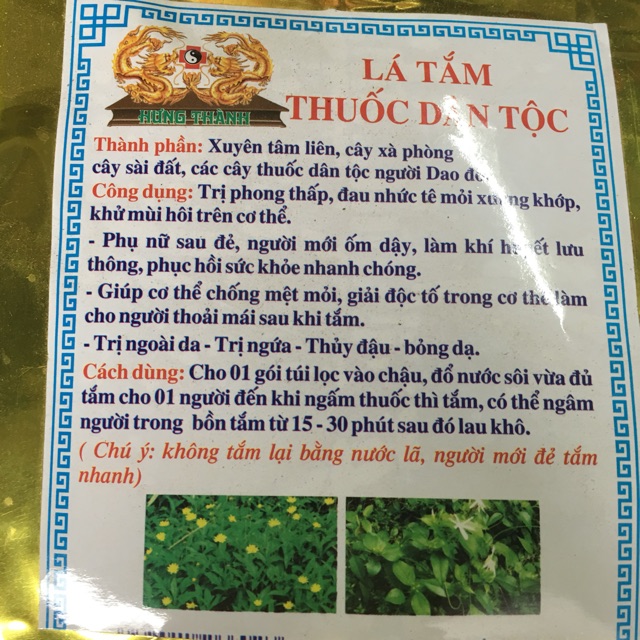 HƯNG THÀNH
LÁ TẮM
THUỐC DÂN TỘC
Thành phần: Xuyên tâm liên, cây xà phòng
cây sài đất, các cây thuốc dân tộc người Dao đỏ.
Công dụng: Trị phong thấp, đau nhức tê mỏi xương khớp,
khử mùi hôi trên cơ thể.
- Phụ nữ sau đẻ, người mới ốm dậy, làm khí huyết lưu
thông, phục hồi sức khỏe nhanh chóng.
- Giúp cơ thể chống mệt mỏi, giải độc tố trong cơ thể làm
cho người thoải mái sau khi tắm.
- Trị ngoài da - Trị ngứa - Thủy đậu - bỏng dạ.
Cách dùng: Cho 01 gói túi lọc vào chậu, đổ nước sôi vừa đủ
tắm cho 01 người đến khi ngấm thuốc thì tắm, có thể ngâm
người trong bồn tắm từ 15 - 30 phút sau đó lau khô.
( Chú ý: không tắm lại bằng nước lã, người mới đẻ tắm
nhanh)